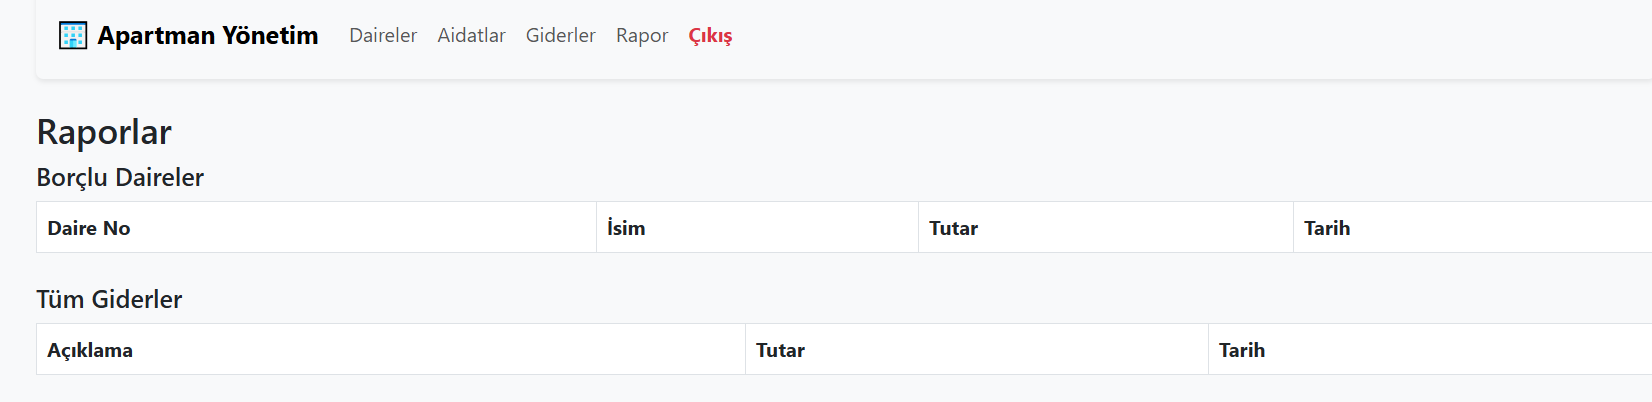 Apartman Yönetim Daireler Aidatlar Giderler Rapor Çıkış
Raporlar
Borçlu Daireler
Daire No İsim Tutar Tarih
Tüm Giderler
Açıklama Tutar Tarih